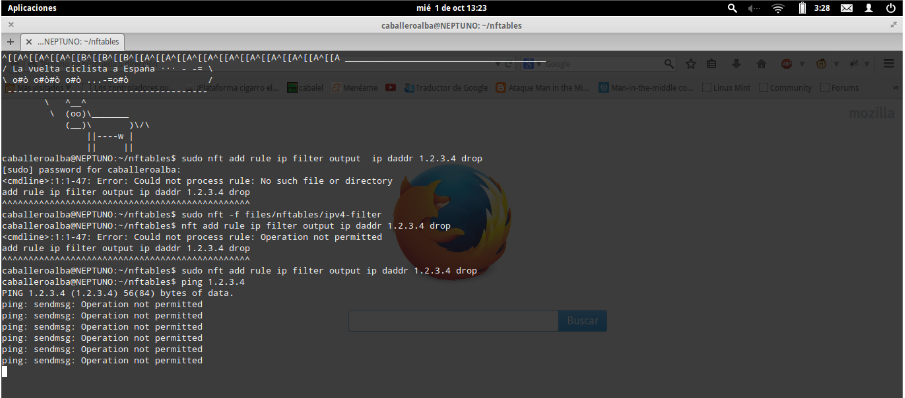 Aplicaciones
mié 1 de oct 13:23
3:28
caballeroalba@NEPTUNO: ~/nftables
...NEPTUNO: ~/nftables
^[[A^[[A^[[A^[[B^[[B^[[B^[[A^[[A^[[A^[[A^[[A^[[A^[[A^[[A^[[A^[[A^[[A^[[A
/ La vuelta ciclista a España ··· - -= \
\ o#ò o#ò#ò o#ò ...-=o#ò /
Google
cabalel
Menéame
Traductor de Google
Ataque Man in the Mi...
Man-in-the-middle co...
Linux Mint
Community
Forums
mozilla
\ ^__^
\ (oo)\_______
(__)\ )\/\
||----w |
|| ||
caballeroalba@NEPTUNO:~/nftables$ sudo nft add rule ip filter output ip daddr 1.2.3.4 drop
[sudo] password for caballeroalba:
<cmdline>:1:1-47: Error: Could not process rule: No such file or directory
add rule ip filter output ip daddr 1.2.3.4 drop
^^^^^^^^^^^^^^^^^^^^^^^^^^^^^^^^^^^^^^^^^^^^^^^
caballeroalba@NEPTUNO:~/nftables$ sudo nft -f files/nftables/ipv4-filter
caballeroalba@NEPTUNO:~/nftables$ nft add rule ip filter output ip daddr 1.2.3.4 drop
<cmdline>:1:1-47: Error: Could not process rule: Operation not permitted
add rule ip filter output ip daddr 1.2.3.4 drop
^^^^^^^^^^^^^^^^^^^^^^^^^^^^^^^^^^^^^^^^^^^^^^^
caballeroalba@NEPTUNO:~/nftables$ sudo nft add rule ip filter output ip daddr 1.2.3.4 drop
caballeroalba@NEPTUNO:~/nftables$ ping 1.2.3.4
PING 1.2.3.4 (1.2.3.4) 56(84) bytes of data.
ping: sendmsg: Operation not permitted
ping: sendmsg: Operation not permitted
ping: sendmsg: Operation not permitted
ping: sendmsg: Operation not permitted
ping: sendmsg: Operation not permitted
ping: sendmsg: Operation not permitted
Buscar